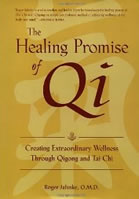 The
Healing Promise
of
Qi
Creating Extraordinary Wellness
Through Qigong and Tai Chi
Roger Jahnke, O.M.D.